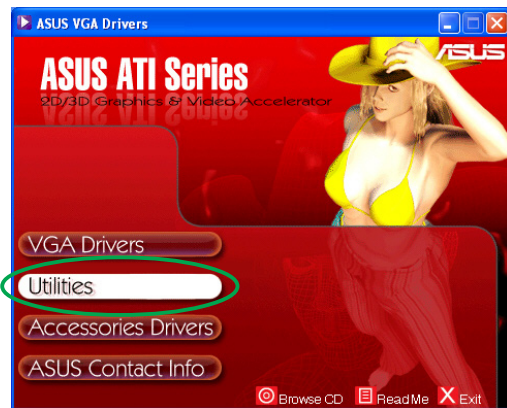 ASUS VGA Drivers
ASUS
ASUS ATI Series
2D/3D Graphics & Video Accelerator
VGA Drivers
Utilities
Accessories Drivers
ASUS Contact Info
Browse CD
ReadMe
X Exit